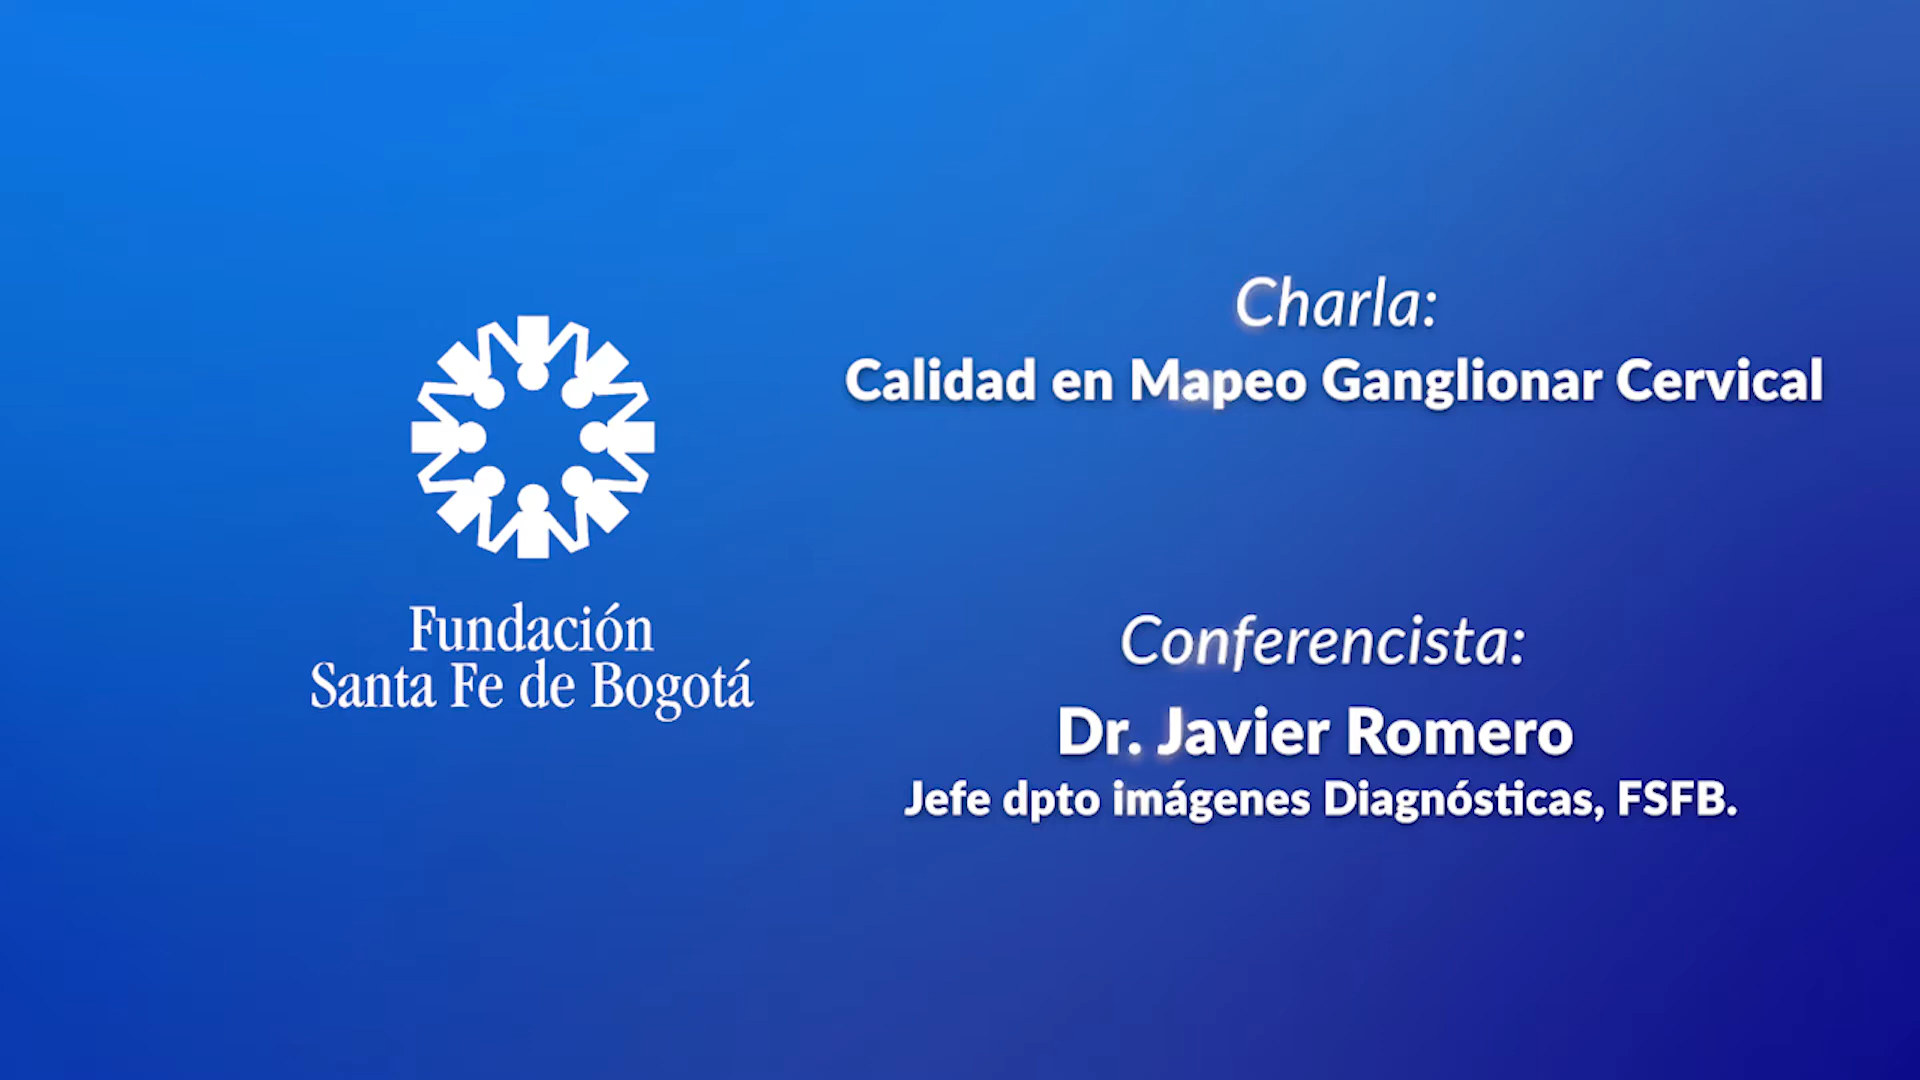 Fundación
Santa Fe de Bogotá
Charla:
Calidad en Mapeo Ganglionar Cervical
Conferencista:
Dr. Javier Romero
Jefe dpto imágenes Diagnósticas, FSFB.